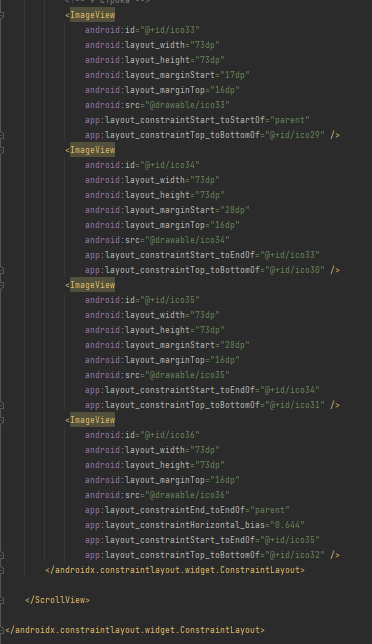 <!-- 9 строка -->
<ImageView
android:id="@+id/ico33"
android:layout_width="73dp"
android:layout_height="73dp"
android:layout_marginStart="17dp"
android:layout_marginTop="16dp"
android:src="@drawable/ico33"
app:layout_constraintStart_toStartOf="parent"
app:layout_constraintTop_toBottomOf="@+id/ico29" />
<ImageView
android:id="@+id/ico34"
android:layout_width="73dp"
android:layout_height="73dp"
android:layout_marginStart="28dp"
android:layout_marginTop="16dp"
android:src="@drawable/ico34"
app:layout_constraintStart_toEndOf="@+id/ico33"
app:layout_constraintTop_toBottomOf="@+id/ico30" />
<ImageView
android:id="@+id/ico35"
android:layout_width="73dp"
android:layout_height="73dp"
android:layout_marginStart="28dp"
android:layout_marginTop="16dp"
android:src="@drawable/ico35"
app:layout_constraintStart_toEndOf="@+id/ico34"
app:layout_constraintTop_toBottomOf="@+id/ico31" />
<ImageView
android:id="@+id/ico36"
android:layout_width="73dp"
android:layout_height="73dp"
android:layout_marginTop="16dp"
android:src="@drawable/ico36"
app:layout_constraintEnd_toEndOf="parent"
app:layout_constraintHorizontal_bias="0.644"
app:layout_constraintStart_toEndOf="@+id/ico35"
app:layout_constraintTop_toBottomOf="@+id/ico32" />
</androidx.constraintlayout.widget.ConstraintLayout>
</ScrollView>
</androidx.constraintlayout.widget.ConstraintLayout>